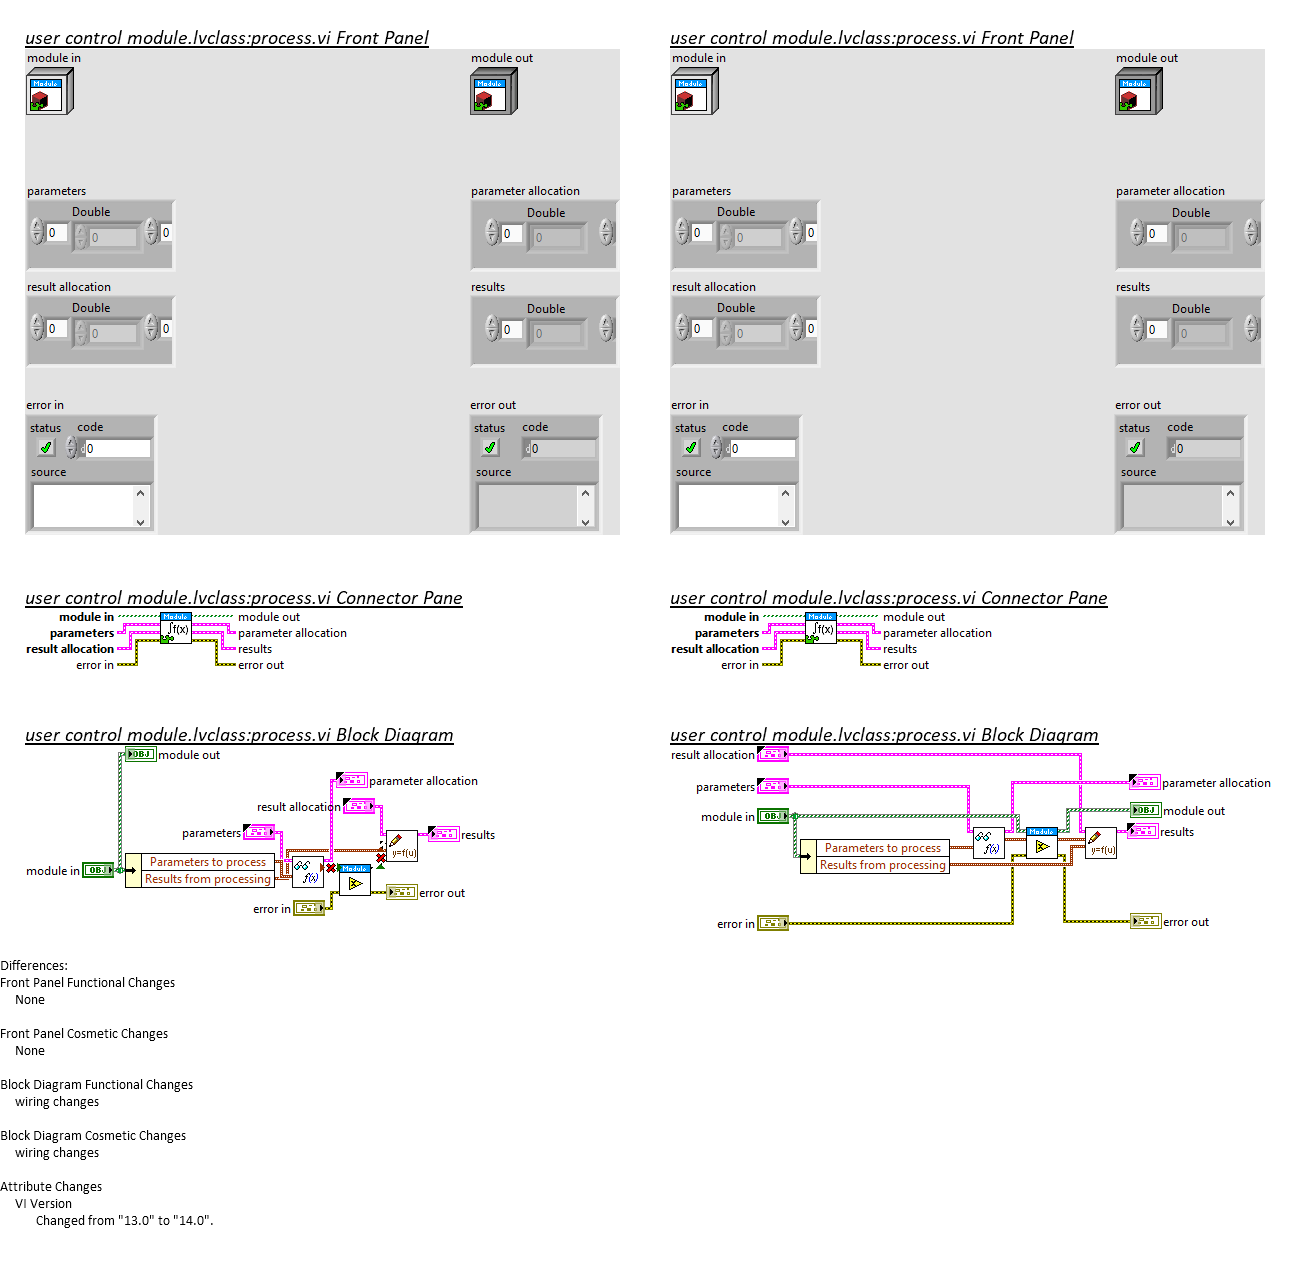 user control module.lvclass:process.vi Front Panel
module in
module out
Module
Module
parameters
parameter allocation
Double
Double
0
0
0
0
0
result allocation
results
Double
Double
0
0
0
0
0
error in
error out
status
code
status
code
d0
d0
source
source
user control module.lvclass:process.vi Front Panel
module in
module out
Module
Module
parameters
parameter allocation
Double
Double
0
0
0
0
0
result allocation
results
Double
Double
0
0
0
0
0
error in
error out
status
code
status
code
d0
d0
source
source
user control module.lvclass:process.vi Connector Pane
module in
Module
module out
parameters
∫f(x)
parameter allocation
result allocation
results
error in
error out
user control module.lvclass:process.vi Connector Pane
module in
Module
module out
parameters
∫f(x)
parameter allocation
result allocation
results
error in
error out
user control module.lvclass:process.vi Block Diagram
OBJ
module out
parameter allocation
result allocation
parameters
results
y=f(u)
Parameters to process
module in
OBJ
Results from processing
f(x)
Module
error out
error in
user control module.lvclass:process.vi Block Diagram
result allocation
parameters
parameter allocation
module in
OBJ
OBJ
module out
Module
results
Parameters to process
f(x)
y=f(u)
Results from processing
error in
error out
Differences:
Front Panel Functional Changes
None
Front Panel Cosmetic Changes
None
Block Diagram Functional Changes
wiring changes
Block Diagram Cosmetic Changes
wiring changes
Attribute Changes
VI Version
Changed from "13.0" to "14.0".